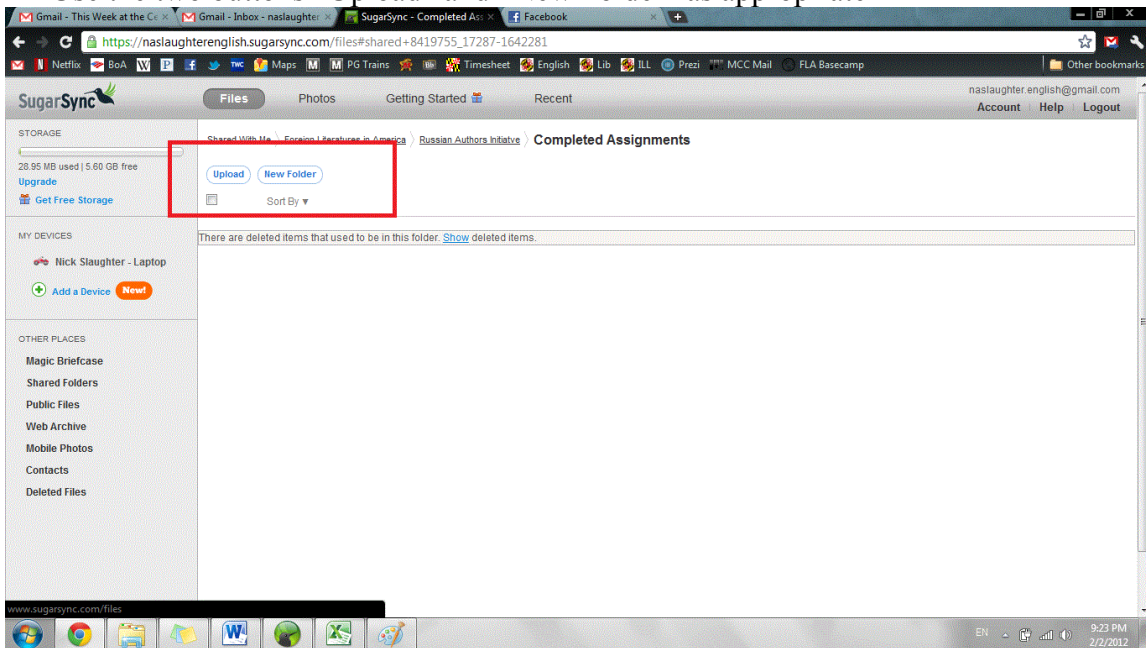 Gmail - This Week at the Ce
Gmail - Inbox - naslaughter
SugarSync - Completed Ass
Facebook
https://naslaughterenglish.sugarsync.com/files#shared+8419755_17287-1642281
Netflix BoA Maps PG Trains Timesheet English Lib ILL Prezi MCC Mail FLA Basecamp Other bookmarks
SugarSync
Files Photos Getting Started Recent
naslaughter.english@gmail.com
Account Help Logout
STORAGE
28.95 MB used | 5.60 GB free
Upgrade
Get Free Storage
Shared With Me Foreign Literatures in America Russian Authors Initiatve Completed Assignments
Upload New Folder
Sort By ▼
There are deleted items that used to be in this folder. Show deleted items.
MY DEVICES
Nick Slaughter - Laptop
Add a Device New!
OTHER PLACES
Magic Briefcase
Shared Folders
Public Files
Web Archive
Mobile Photos
Contacts
Deleted Files
www.sugarsync.com/files
EN 9:23 PM
2/2/2012